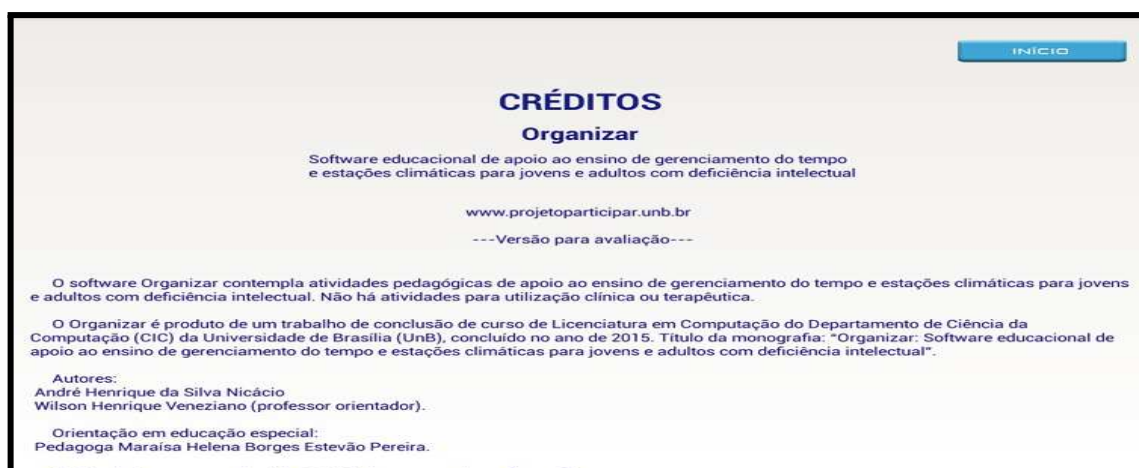 INÍCIO
CRÉDITOS
Organizar
Software educacional de apoio ao ensino de gerenciamento do tempo
e estações climáticas para jovens e adultos com deficiência intelectual
www.projetoparticipar.unb.br
---Versão para avaliação---
O software Organizar contempla atividades pedagógicas de apoio ao ensino de gerenciamento do tempo e estações climáticas para jovens
e adultos com deficiência intelectual. Não há atividades para utilização clínica ou terapêutica.
O Organizar é produto de um trabalho de conclusão de curso de Licenciatura em Computação do Departamento de Ciência da
Computação (CIC) da Universidade de Brasília (UnB), concluído no ano de 2015. Título da monografia: "Organizar: Software educacional de
apoio ao ensino de gerenciamento do tempo e estações climáticas para jovens e adultos com deficiência intelectual".
Autores:
André Henrique da Silva Nicácio
Wilson Henrique Veneziano (professor orientador).
Orientação em educação especial:
Pedagoga Maraísa Helena Borges Estevão Pereira.